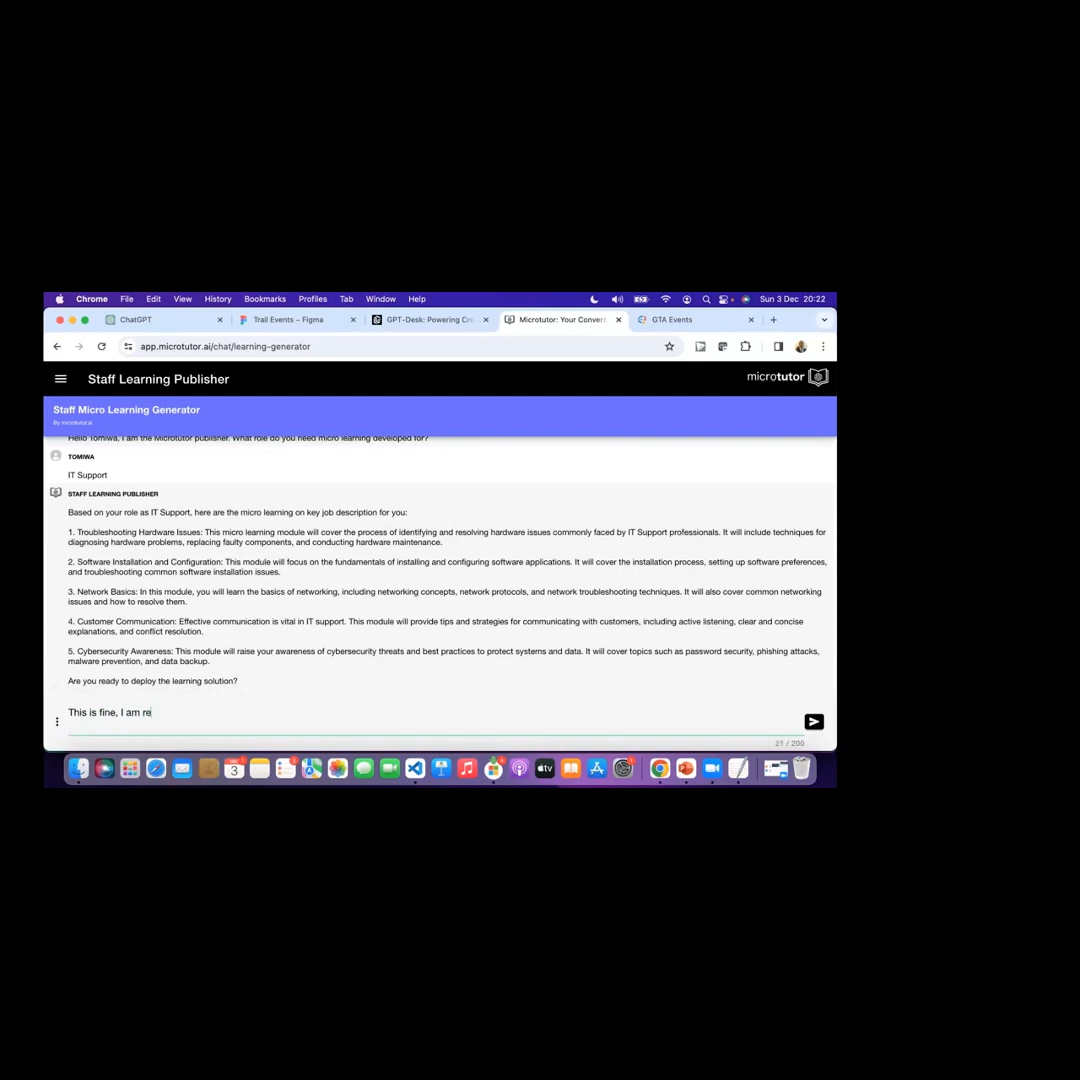 Chrome File Edit View History Bookmarks Profiles Tab Window Help Sun 3 Dec 20:22
ChatGPT Trail Events – Figma GPT-Desk: Powering Cre Microtutor: Your Convers GTA Events
app.microtutor.ai/chat/learning-generator
Staff Learning Publisher microtutor
Staff Micro Learning Generator
By microtutor.ai
Hello Tomiwa, I am the Microtutor publisher. What role do you need micro learning developed for?
TOMIWA
IT Support
STAFF LEARNING PUBLISHER
Based on your role as IT Support, here are the micro learning on key job description for you:
1. Troubleshooting Hardware Issues: This micro learning module will cover the process of identifying and resolving hardware issues commonly faced by IT Support professionals. It will include techniques for
diagnosing hardware problems, replacing faulty components, and conducting hardware maintenance.
2. Software Installation and Configuration: This module will focus on the fundamentals of installing and configuring software applications. It will cover the installation process, setting up software preferences,
and troubleshooting common software installation issues.
3. Network Basics: In this module, you will learn the basics of networking, including networking concepts, network protocols, and network troubleshooting techniques. It will also cover common networking
issues and how to resolve them.
4. Customer Communication: Effective communication is vital in IT support. This module will provide tips and strategies for communicating with customers, including active listening, clear and concise
explanations, and conflict resolution.
5. Cybersecurity Awareness: This module will raise your awareness of cybersecurity threats and best practices to protect systems and data. It will cover topics such as password security, phishing attacks,
malware prevention, and data backup.
Are you ready to deploy the learning solution?
This is fine, I am re
21 / 200
3
tv